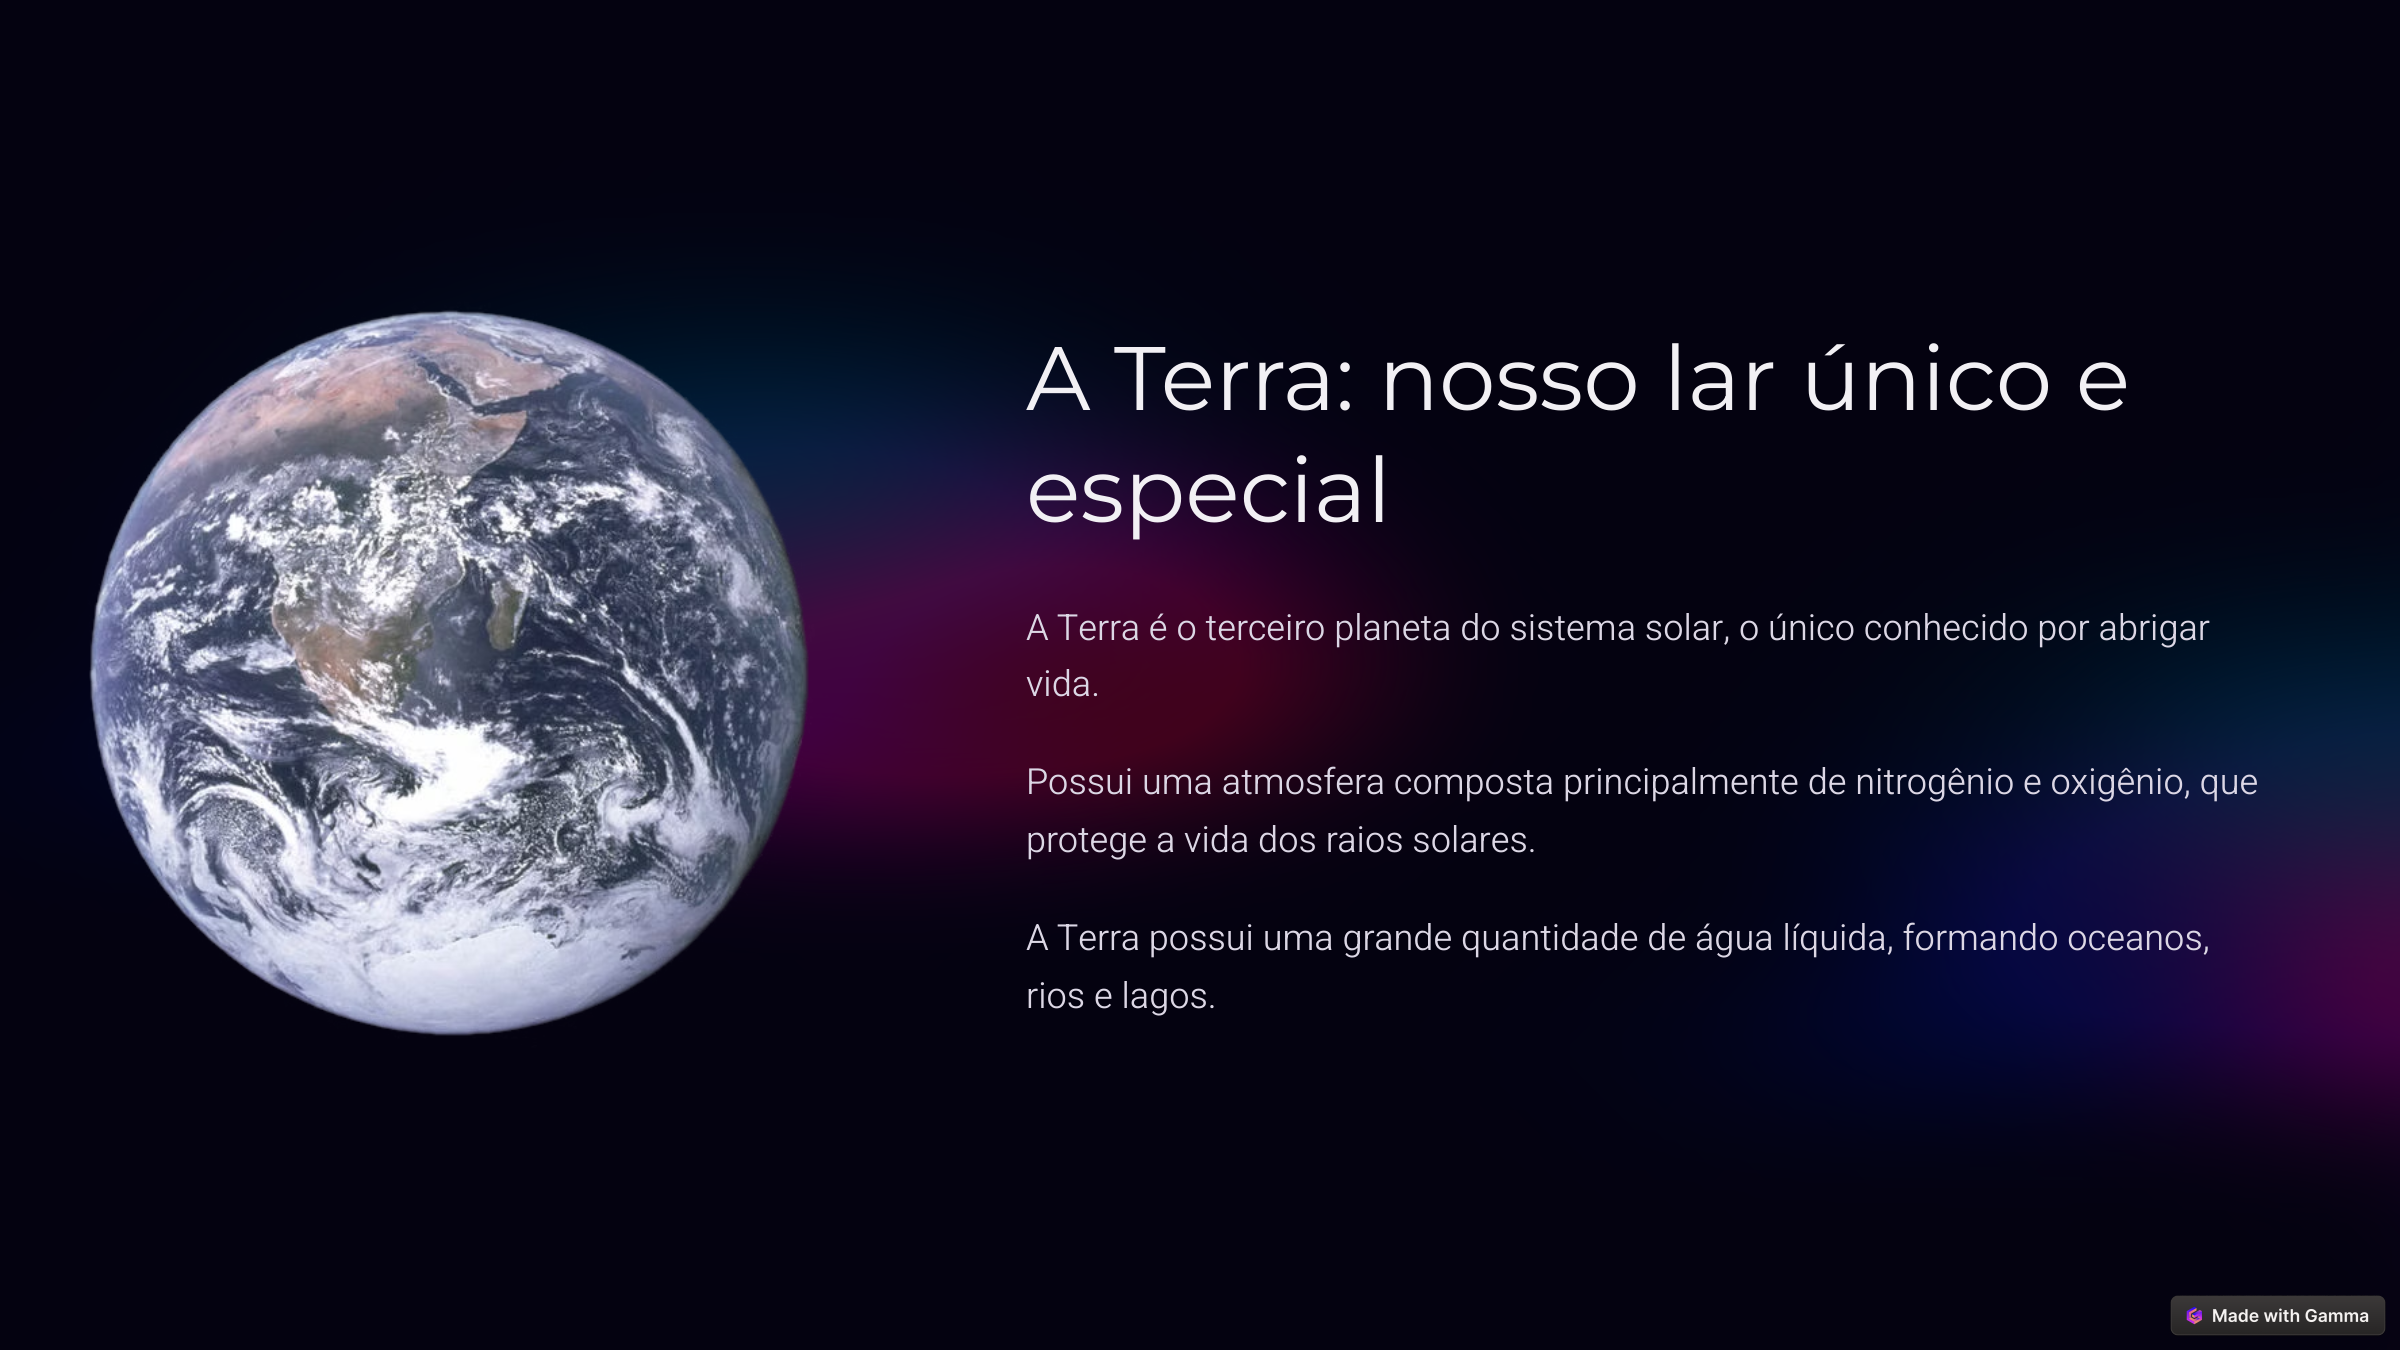 A Terra: nosso lar único e
especial
A Terra é o terceiro planeta do sistema solar, o único conhecido por abrigar
vida.
Possui uma atmosfera composta principalmente de nitrogênio e oxigênio, que
protege a vida dos raios solares.
A Terra possui uma grande quantidade de água líquida, formando oceanos,
rios e lagos.
Made with Gamma